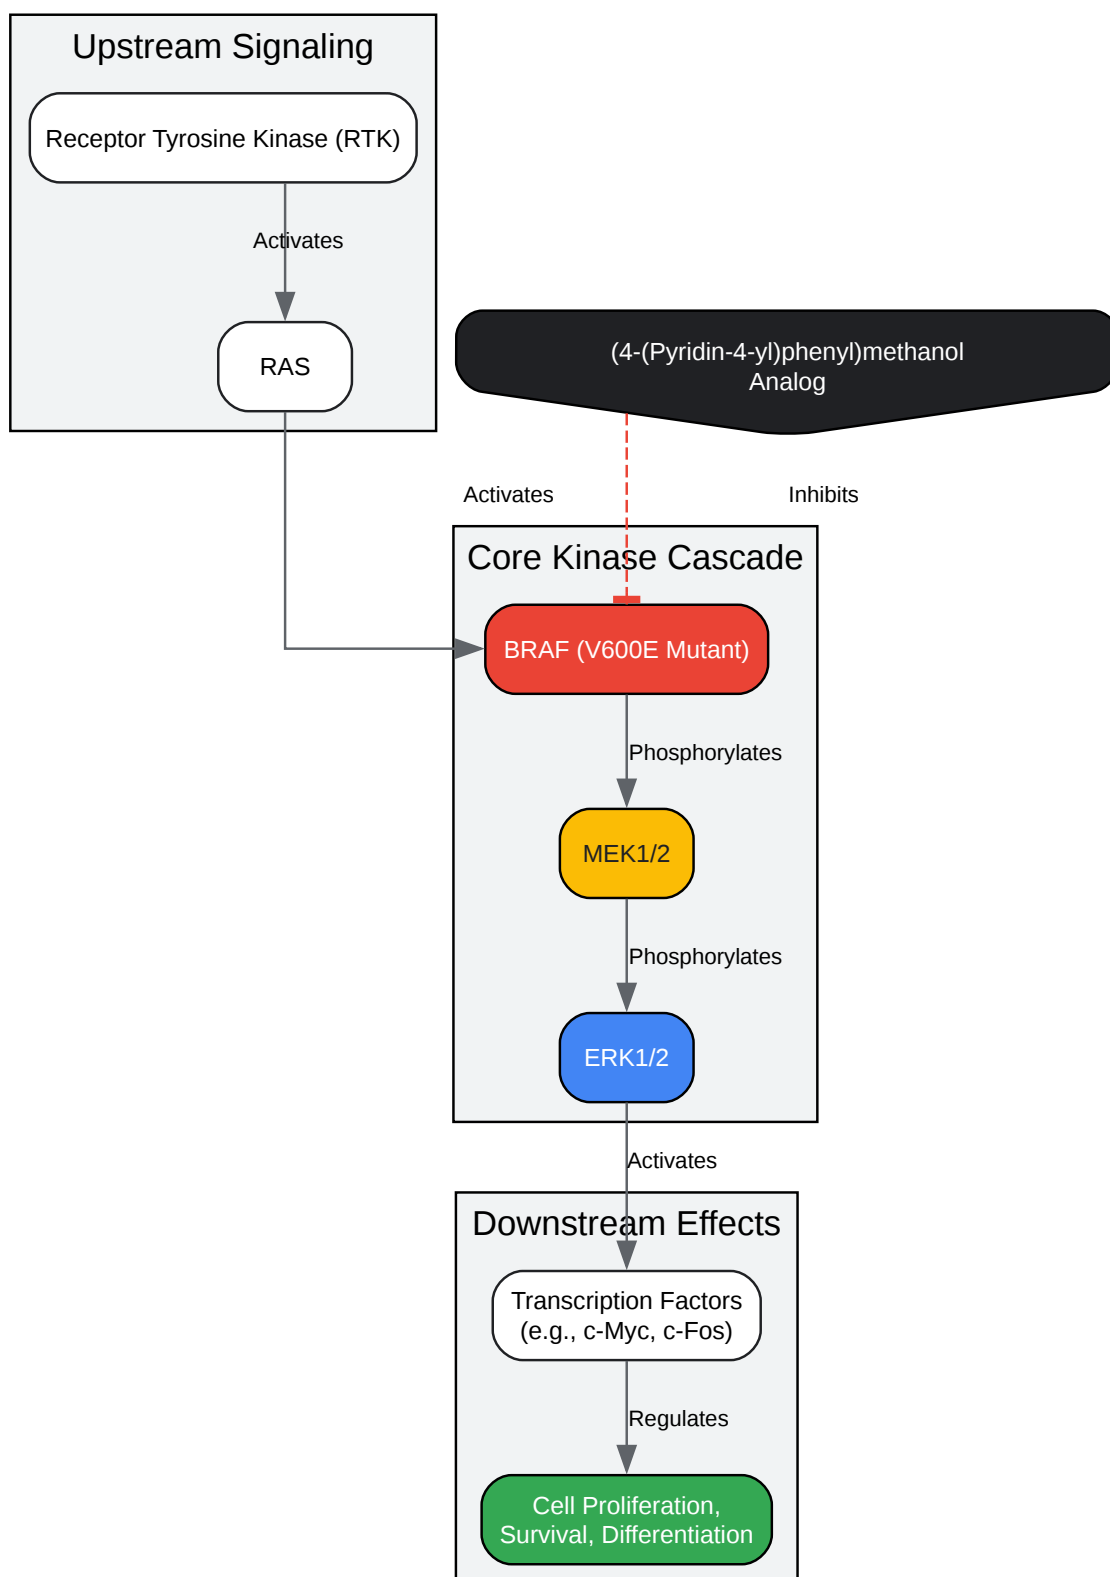 Upstream Signaling
Receptor Tyrosine Kinase (RTK)
Activates
RAS
(4-(Pyridin-4-yl)phenyl)methanol
Analog
Activates
Inhibits
Core Kinase Cascade
BRAF (V600E Mutant)
Phosphorylates
MEK1/2
Phosphorylates
ERK1/2
Activates
Downstream Effects
Transcription Factors
(e.g., c-Myc, c-Fos)
Regulates
Cell Proliferation,
Survival, Differentiation